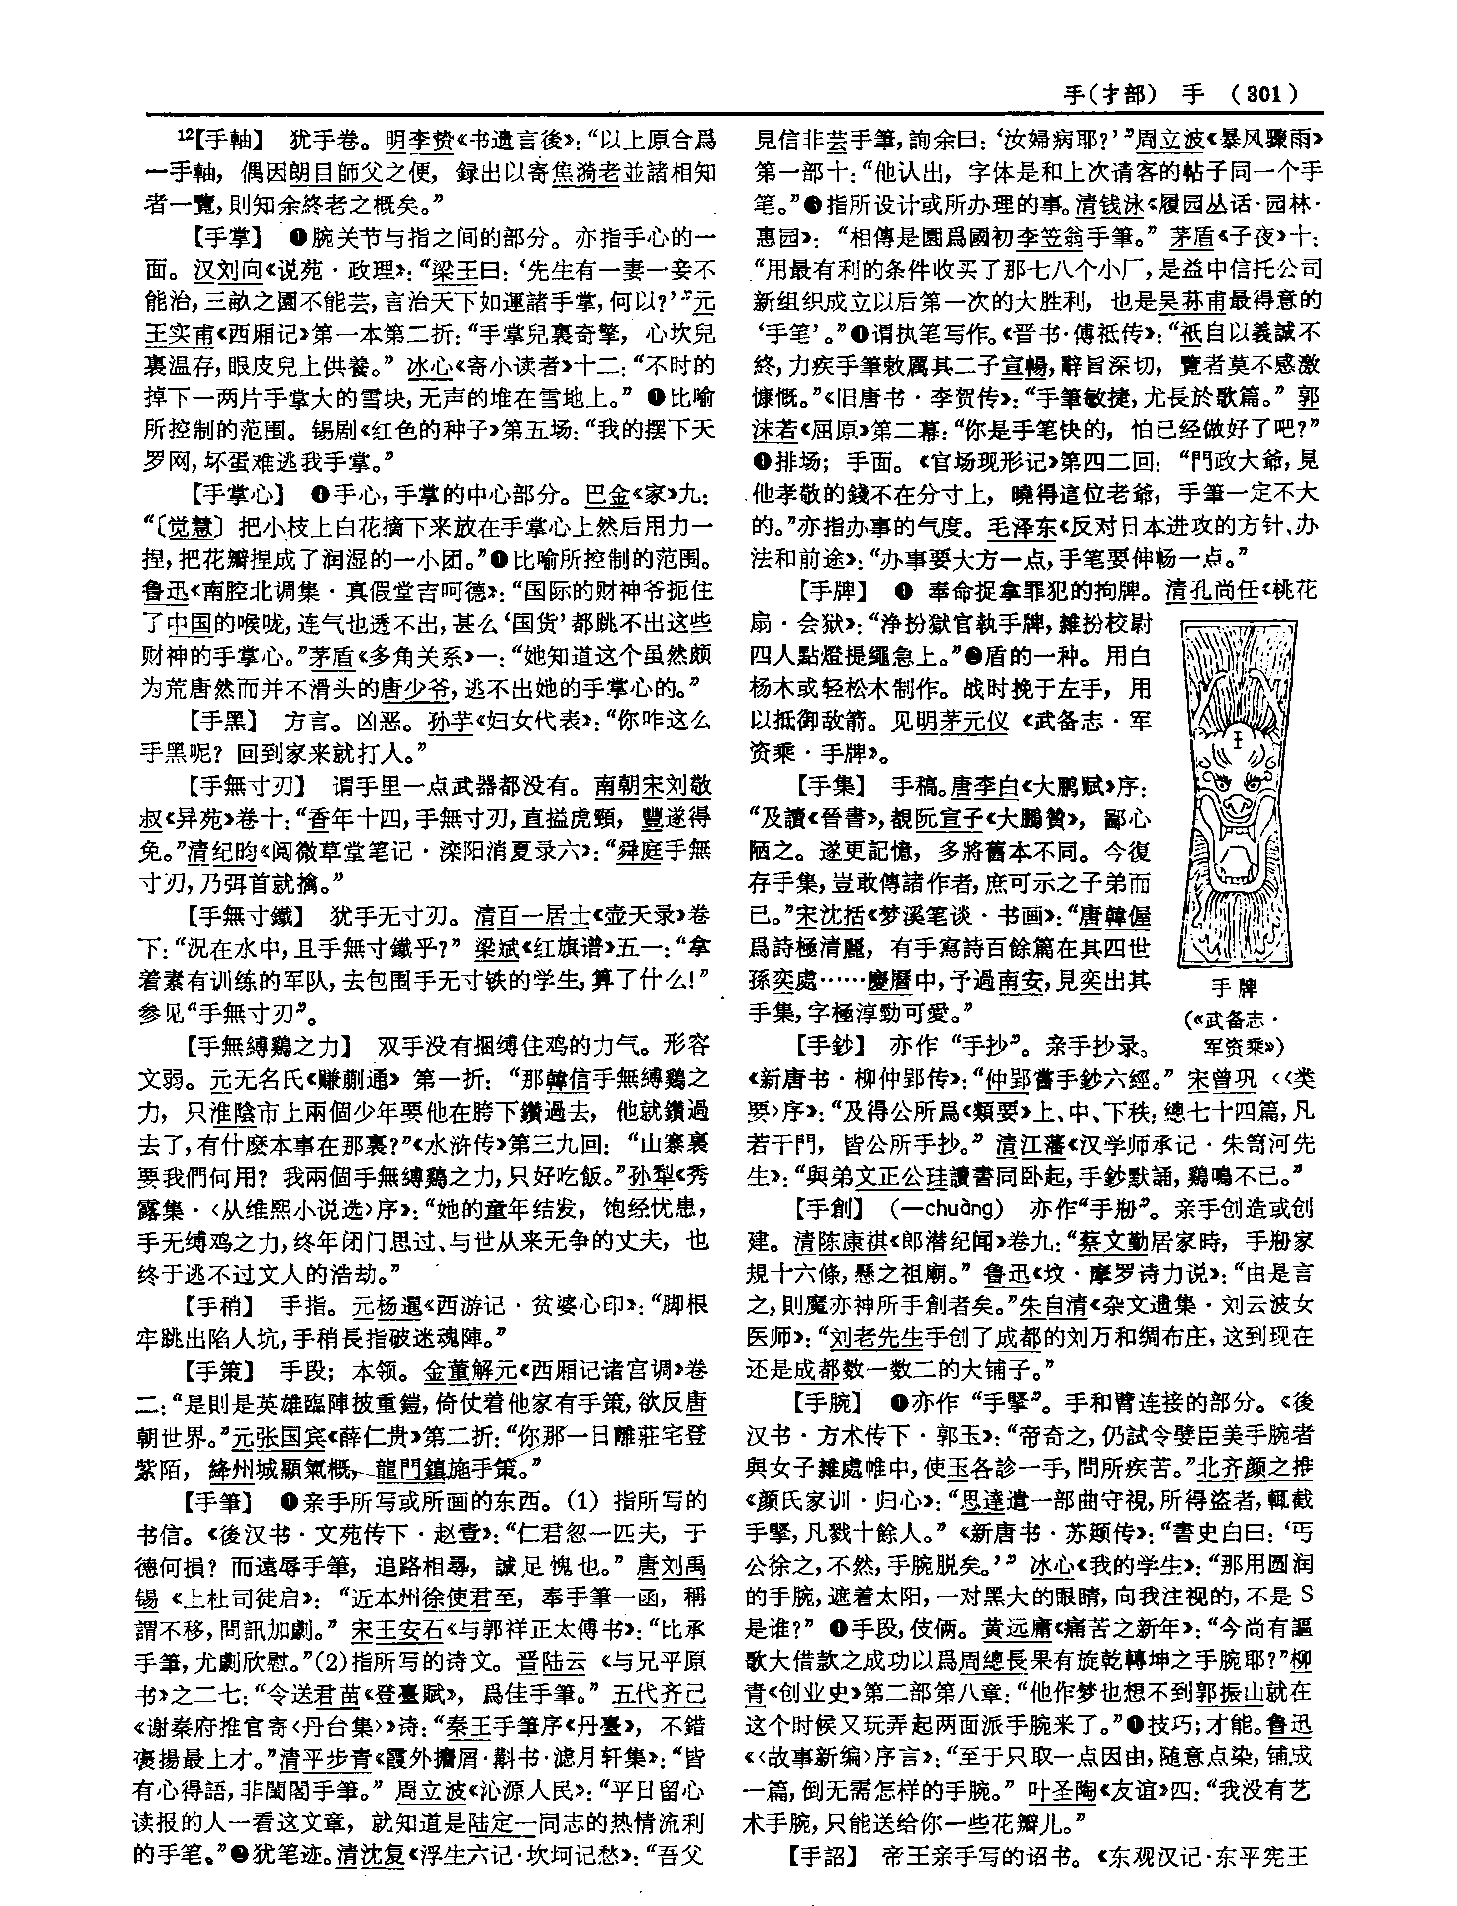 手(扌部) 手 (301)
12【手軸】 犹手卷。明李贽《书遗言後》:“以上原合爲
一手軸, 偶因朗目師父之便, 録出以寄焦漪老並諸相知
者一覽,則知余終老之概矣。”
【手掌】 ❶腕关节与指之间的部分。亦指手心的一
面。汉刘向《说苑·政理》:“梁王曰:‘先生有一妻一妾不
能治,三畝之園不能芸,言治天下如運諸手掌,何以?’”元
王实甫《西厢记》第一本第二折:“手掌兒裏奇擎, 心坎兒
裏温存,眼皮兒上供養。” 冰心《寄小读者》十二:“不时的
掉下一两片手掌大的雪块,无声的堆在雪地上。” ❷比喻
所控制的范围。锡剧《红色的种子》第五场:“我的摆下天
罗网,坏蛋难逃我手掌。”
【手掌心】 ❶手心,手掌的中心部分。巴金《家》九:
“〔觉慧〕把小枝上白花摘下来放在手掌心上然后用力一
捏,把花瓣捏成了润湿的一小团。”❷比喻所控制的范围。
鲁迅《南腔北调集·真假堂吉诃德》:“国际的财神爷扼住
了中国的喉咙,连气也透不出,甚么‘国货’都跳不出这些
财神的手掌心。”茅盾《多角关系》一:“她知道这个虽然颇
为荒唐然而并不滑头的唐少爷,逃不出她的手掌心的。”
【手黑】 方言。凶恶。孙芋《妇女代表》:“你咋这么
手黑呢? 回到家来就打人。”
【手無寸刃】 谓手里一点武器都没有。南朝宋刘敬
叔《异苑》卷十:“香年十四,手無寸刃,直搤虎頸, 豐遂得
免。”清纪昀《阅微草堂笔记·滦阳消夏录六》:“舜庭手無
寸刃,乃弭首就擒。”
【手無寸鐵】 犹手无寸刃。清百一居士《壶天录》卷
下:“況在水中,且手無寸鐵乎?” 梁斌《红旗谱》五一:“拿
着素有训练的军队,去包围手无寸铁的学生,算了什么!”
参见“手無寸刃”。
【手無縛鷄之力】 双手没有捆缚住鸡的力气。形容
文弱。元无名氏《赚蒯通》第一折: “那韓信手無縛鷄之
力, 只淮陰市上兩個少年要他在胯下鑽過去, 他就鑽過
去了,有什麽本事在那裏?”《水浒传》第三九回: “山寨裏
要我們何用? 我兩個手無縛鷄之力,只好吃飯。”孙犁《秀
露集·〈从维熙小说选〉序》:“她的童年结发, 饱经忧患,
手无缚鸡之力,终年闭门思过、与世从来无争的丈夫, 也
终于逃不过文人的浩劫。”
【手稍】 手指。元杨暹《西游记·贫婆心印》:“脚根
牢跳出陷人坑,手稍長指破迷魂陣。”
【手策】 手段;本领。金董解元《西厢记诸宫调》卷
二:“是則是英雄臨陣披重鎧,倚仗着他家有手策,欲反唐
朝世界。”元张国宾《薛仁贵》第二折:“你那一日離莊宅登
紫陌, 絳州城顯氣概, 龍門鎮施手策。”
【手筆】 ❶亲手所写或所画的东西。(1) 指所写的
书信。《後汉书·文苑传下·赵壹》:“仁君忽一匹夫, 于
德何損? 而遠辱手筆, 追路相尋, 誠足愧也。” 唐刘禹
锡《上杜司徒启》: “近本州徐使君至, 奉手筆一函, 稱
謂不移,問訊加劇。” 宋王安石《与郭祥正太傅书》:“比承
手筆,尤劇欣慰。”(2)指所写的诗文。晋陆云《与兄平原
书》之二七:“令送君苗《登臺賦》, 爲佳手筆。” 五代齐己
《谢秦府推官寄〈丹台集〉》诗:“秦王手筆序《丹臺》, 不錯
褒揚最上才。”清平步青《霞外攟屑·斠书·滤月轩集》:“皆
有心得語,非閨閣手筆。” 周立波《沁源人民》:“平日留心
读报的人一看这文章, 就知道是陆定一同志的热情流利
的手笔。”❷犹笔迹。清沈复《浮生六记·坎坷记愁》:“吾父
見信非芸手筆,詢余曰: ‘汝婦病耶?’”周立波《暴风骤雨》
第一部十:“他认出, 字体是和上次请客的帖子同一个手
笔。”❸指所设计或所办理的事。清钱泳《履园丛话·园林·
惠园》: “相傳是園爲國初李笠翁手筆。” 茅盾《子夜》十:
“用最有利的条件收买了那七八个小厂,是益中信托公司
新组织成立以后第一次的大胜利, 也是吴荪甫最得意的
‘手笔’。”❹谓执笔写作。《晋书·傅祗传》:“祗自以義誠不
終,力疾手筆敕厲其二子宣暢,辭旨深切, 覽者莫不感激
慷慨。”《旧唐书·李贺传》:“手筆敏捷,尤長於歌篇。” 郭
沫若《屈原》第二幕:“你是手笔快的, 怕已经做好了吧?”
❺排场; 手面。《官场现形记》第四二回: “門政大爺,見
他孝敬的錢不在分寸上, 曉得這位老爺, 手筆一定不大
的。”亦指办事的气度。 毛泽东《反对日本进攻的方针、办
法和前途》:“办事要大方一点,手笔要伸畅一点。”
【手牌】 ❶ 奉命捉拿罪犯的拘牌。清孔尚任《桃花
扇·会狱》:“净扮獄官執手牌,雜扮校尉
四人點燈提繩急上。”❷盾的一种。用白
杨木或轻松木制作。战时挽于左手, 用
以抵御敌箭。见明茅元仪《武备志·军
资乘·手牌》。
【手集】 手稿。唐李白《大鹏赋》序:
“及讀《晉書》,覩阮宣子《大鵬贊》, 鄙心
陋之。遂更記憶, 多將舊本不同。今復
存手集,豈敢傳諸作者,庶可示之子弟而
已。”宋沈括《梦溪笔谈·书画》:“唐韓偓
爲詩極清麗, 有手寫詩百餘篇在其四世
孫奕處……慶曆中,予過南安,見奕出其
手集,字極淳勁可愛。”
王
手牌
(《武备志·
军资乘》)
【手鈔】 亦作“手抄”。亲手抄录。
《新唐书·柳仲郢传》:“仲郢嘗手鈔六經。” 宋曾巩《〈类
要〉序》:“及得公所爲《類要》上、中、下秩,總七十四篇,凡
若干門, 皆公所手抄。” 清江藩《汉学师承记·朱笥河先
生》:“與弟文正公珪讀書同卧起,手鈔默誦,鷄鳴不已。”
【手創】 (—chuàng) 亦作“手剙”。亲手创造或创
建。清陈康祺《郎潜纪闻》卷九:“蔡文勤居家時, 手剙家
規十六條,懸之祖廟。” 鲁迅《坟·摩罗诗力说》:“由是言
之,則魔亦神所手創者矣。”朱自清《杂文遗集·刘云波女
医师》:“刘老先生手创了成都的刘万和绸布庄,这到现在
还是成都数一数二的大铺子。”
【手腕】 ❶亦作“手掔”。手和臂连接的部分。《後
汉书·方术传下·郭玉》:“帝奇之,仍試令嬖臣美手腕者
與女子雜處帷中,使玉各診一手,問所疾苦。”北齐颜之推
《颜氏家训·归心》:“思達遣一部曲守視,所得盜者,輒截
手掔,凡戮十餘人。” 《新唐书·苏颋传》:“書史白曰: ‘丐
公徐之,不然,手腕脱矣。’” 冰心《我的学生》:“那用圆润
的手腕,遮着太阳,一对黑大的眼睛,向我注视的,不是 S
是谁?” ❷手段,伎俩。黄远庸《痛苦之新年》:“今尚有謳
歌大借款之成功以爲周總長果有旋乾轉坤之手腕耶?”柳
青《创业史》第二部第八章:“他作梦也想不到郭振山就在
这个时候又玩弄起两面派手腕来了。”❸技巧;才能。鲁迅
《〈故事新编〉序言》:“至于只取一点因由,随意点染,铺成
一篇,倒无需怎样的手腕。” 叶圣陶《友谊》四:“我没有艺
术手腕,只能送给你一些花瓣儿。”
【手詔】 帝王亲手写的诏书。《东观汉记·东平宪王